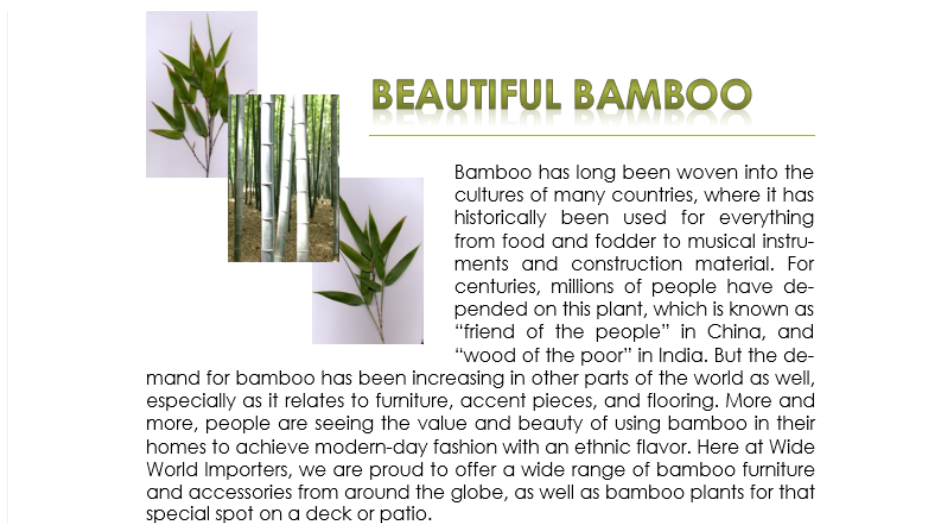 BEAUTIFUL BAMBOO
Bamboo has long been woven into the
cultures of many countries, where it has
historically been used for everything
from food and fodder to musical instru-
ments and construction material. For
centuries, millions of people have de-
pended on this plant, which is known as
“friend of the people” in China, and
“wood of the poor” in India. But the de-
mand for bamboo has been increasing in other parts of the world as well,
especially as it relates to furniture, accent pieces, and flooring. More and
more, people are seeing the value and beauty of using bamboo in their
homes to achieve modern-day fashion with an ethnic flavor. Here at Wide
World Importers, we are proud to offer a wide range of bamboo furniture
and accessories from around the globe, as well as bamboo plants for that
special spot on a deck or patio.